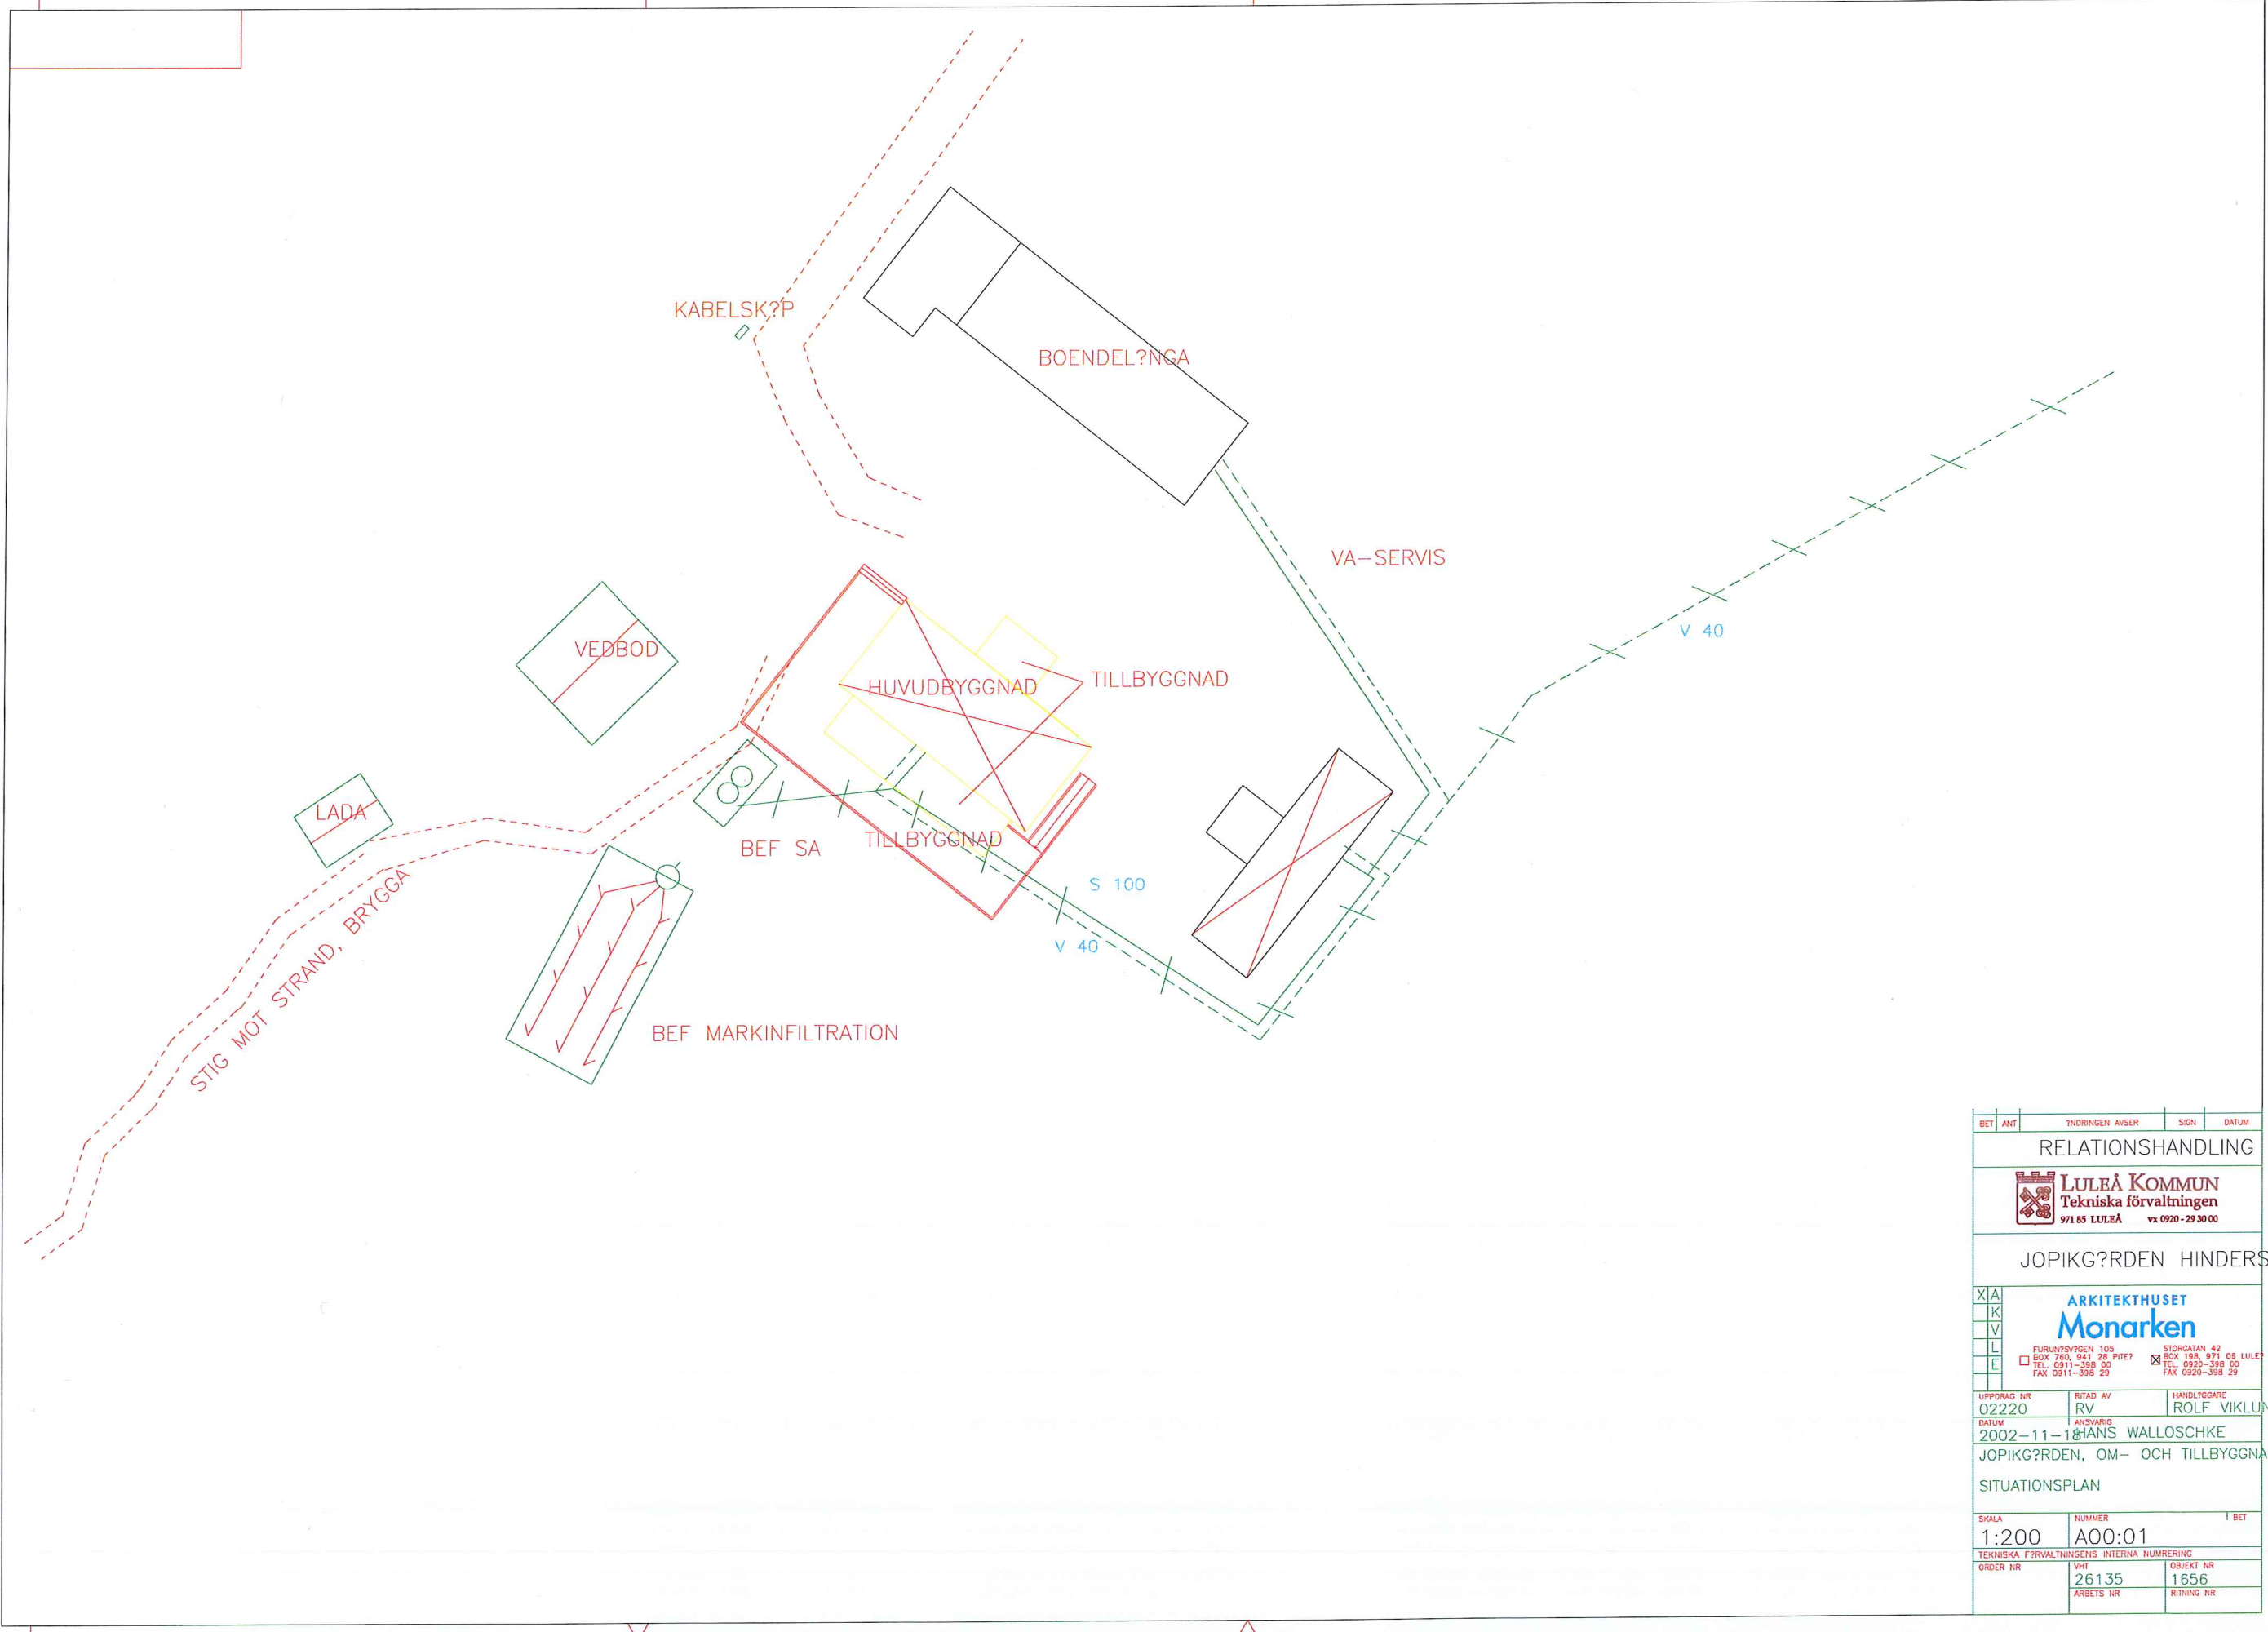 KABELSK?P
BOENDEL?NGA
VA-SERVIS
V 40
VEDBOD
HUVUDBYGGNAD
TILLBYGGNAD
LADA
BEF SA
TILLBYGGNAD
S 100
V 40
STIG MOT STRAND, BRYGGA
BEF MARKINFILTRATION
BET ANT ?NDRINGEN AVSER SIGN DATUM
RELATIONSHANDLING
LULEÅ KOMMUN
Tekniska förvaltningen
971 85 LULEÅ vx 0920-29 30 00
JOPIKG?RDEN HINDERS
X A
K
V
L
E
ARKITEKTHUSET
Monarken
FURUN?SV?GEN 105
BOX 760, 941 28 PITE?
TEL. 0911-398 00
FAX 0911-398 29
STORGATAN 42
BOX 198, 971 06 LULE?
TEL. 0920-398 00
FAX 0920-398 29
UPPDRAG NR RITAD AV HANDL?GGARE
02220 RV ROLF VIKLUN
DATUM ANSVARIG
2002-11-18 HANS WALLOSCHKE
JOPIKG?RDEN, OM- OCH TILLBYGGNA
SITUATIONSPLAN
SKALA NUMMER BET
1:200 A00:01
TEKNISKA F?RVALTNINGENS INTERNA NUMRERING
ORDER NR VHT OBJEKT NR
26135 1656
ARBETS NR RITNING NR